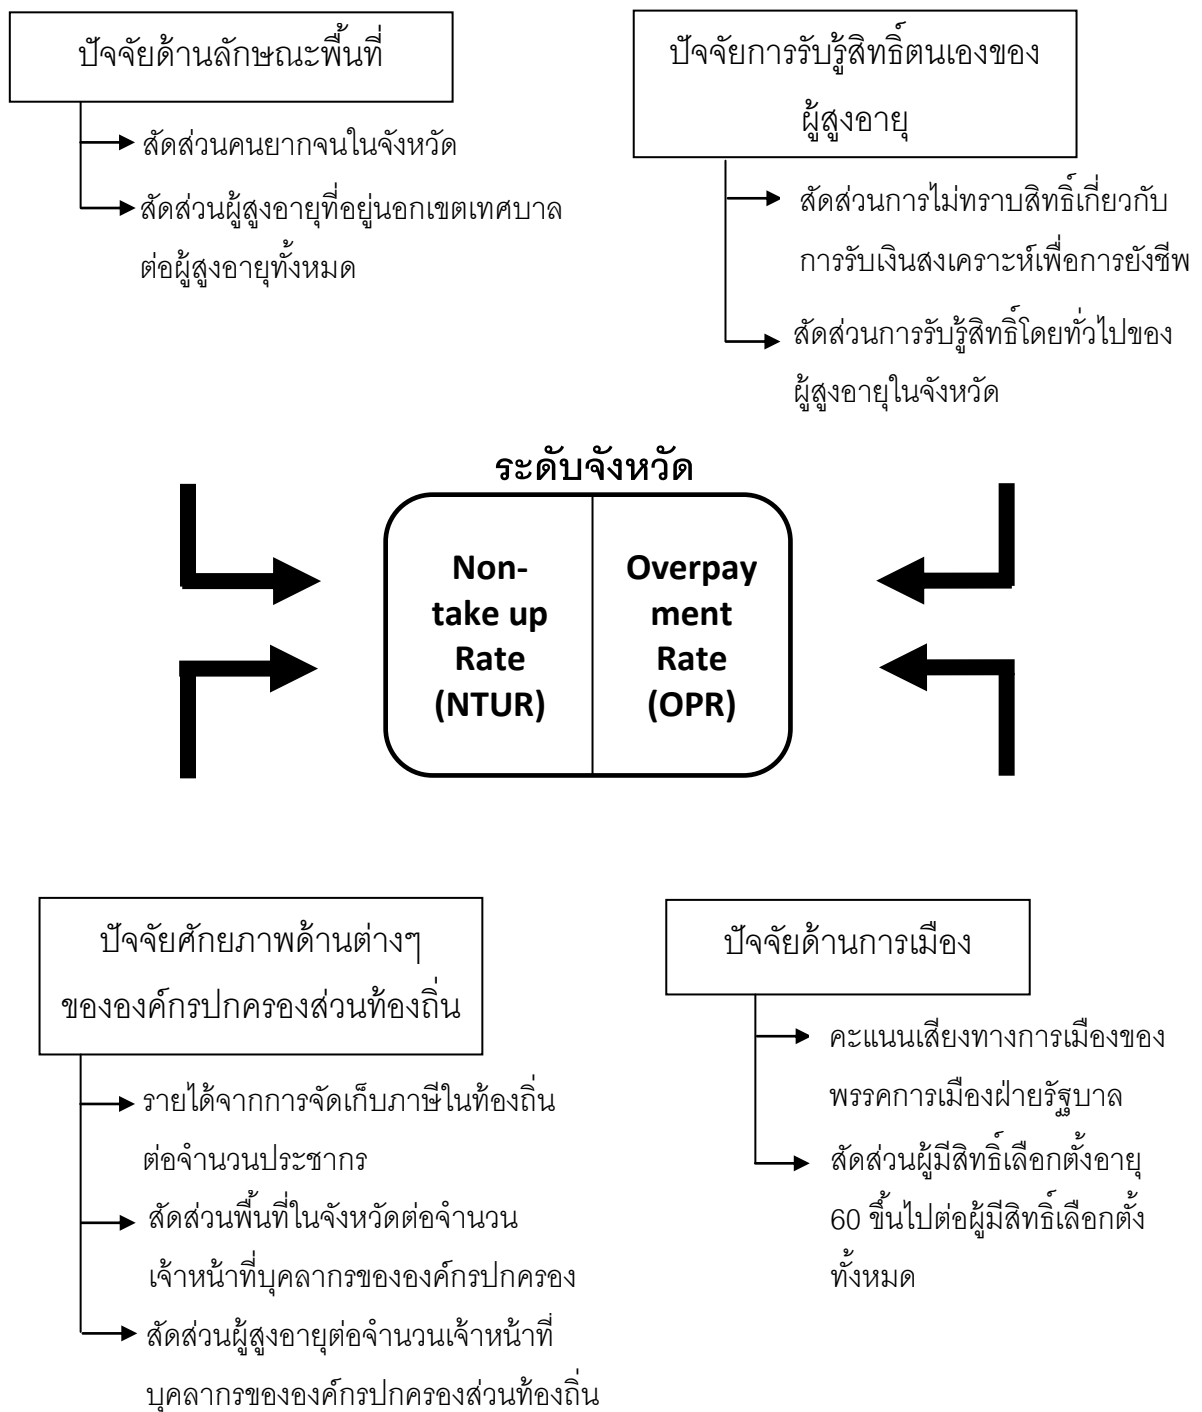 ปัจจัยด้านลักษณะพื้นที่
สัดส่วนคนยากจนในจังหวัด
สัดส่วนผู้สูงอายุที่อยู่นอกเขตเทศบาล
ต่อผู้สูงอายุทั้งหมด
ปัจจัยการรับรู้สิทธิ์ตนเองของ
ผู้สูงอายุ
สัดส่วนการไม่ทราบสิทธิ์เกี่ยวกับ
การรับเงินสงเคราะห์เพื่อการยังชีพ
สัดส่วนการรับรู้สิทธิ์โดยทั่วไปของ
ผู้สูงอายุในจังหวัด
ระดับจังหวัด
Non-
take up
Rate
(NTUR)
Overpay
ment
Rate
(OPR)
ปัจจัยศักยภาพด้านต่างๆ
ขององค์กรปกครองส่วนท้องถิ่น
รายได้จากการจัดเก็บภาษีในท้องถิ่น
ต่อจำนวนประชากร
สัดส่วนพื้นที่ในจังหวัดต่อจำนวน
เจ้าหน้าที่บุคลากรขององค์กรปกครอง
สัดส่วนผู้สูงอายุต่อจำนวนเจ้าหน้าที่
บุคลากรขององค์กรปกครองส่วนท้องถิ่น
ปัจจัยด้านการเมือง
คะแนนเสียงทางการเมืองของ
พรรคการเมืองฝ่ายรัฐบาล
สัดส่วนผู้มีสิทธิ์เลือกตั้งอายุ
60 ขึ้นไปต่อผู้มีสิทธิ์เลือกตั้ง
ทั้งหมด